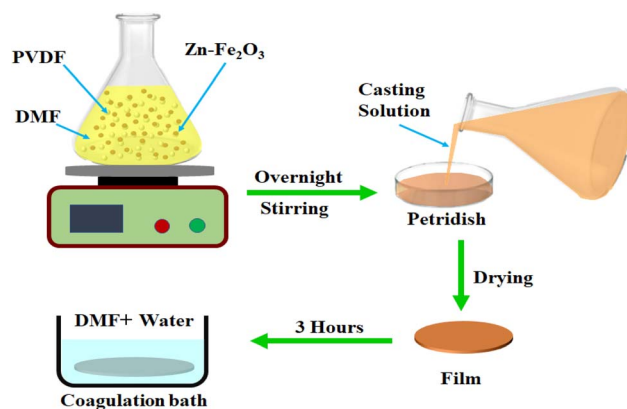 PVDF
Zn-Fe₂O₃
DMF
Casting
Solution
Overnight
Stirring
Petridish
Drying
DMF+ Water
3 Hours
Film
Coagulation bath